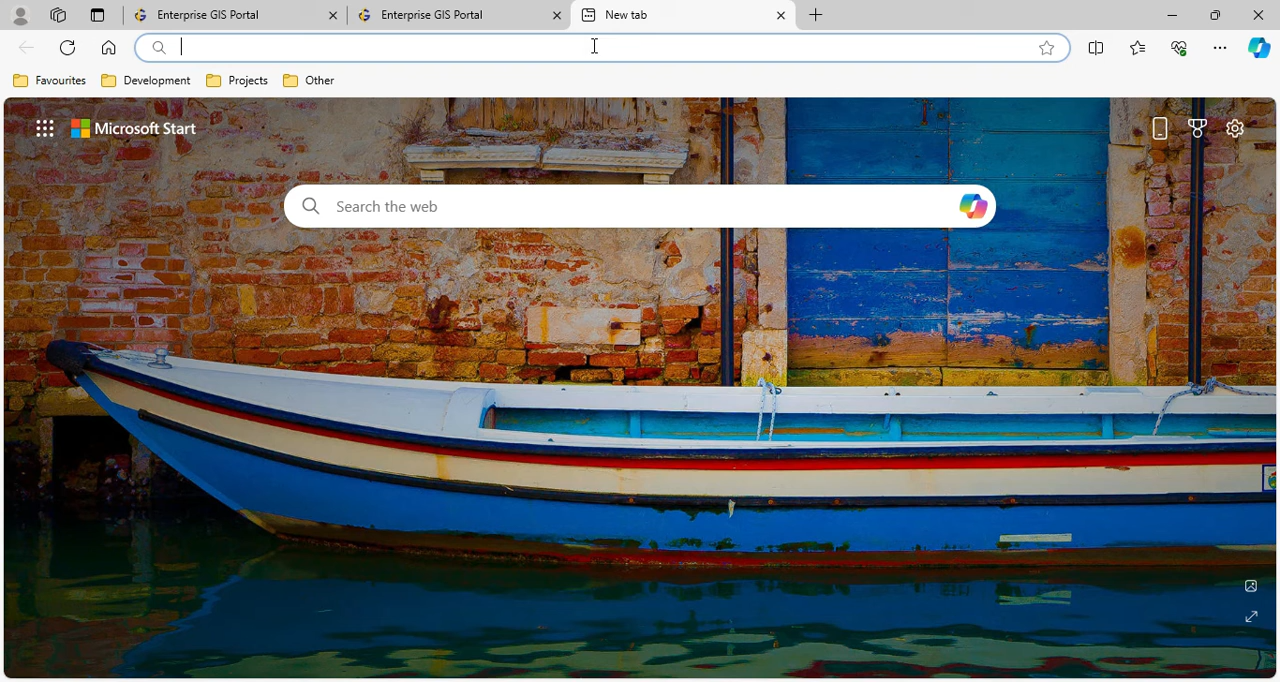 Enterprise GIS Portal
Enterprise GIS Portal
New tab
Favourites
Development
Projects
Other
Microsoft Start
Search the web